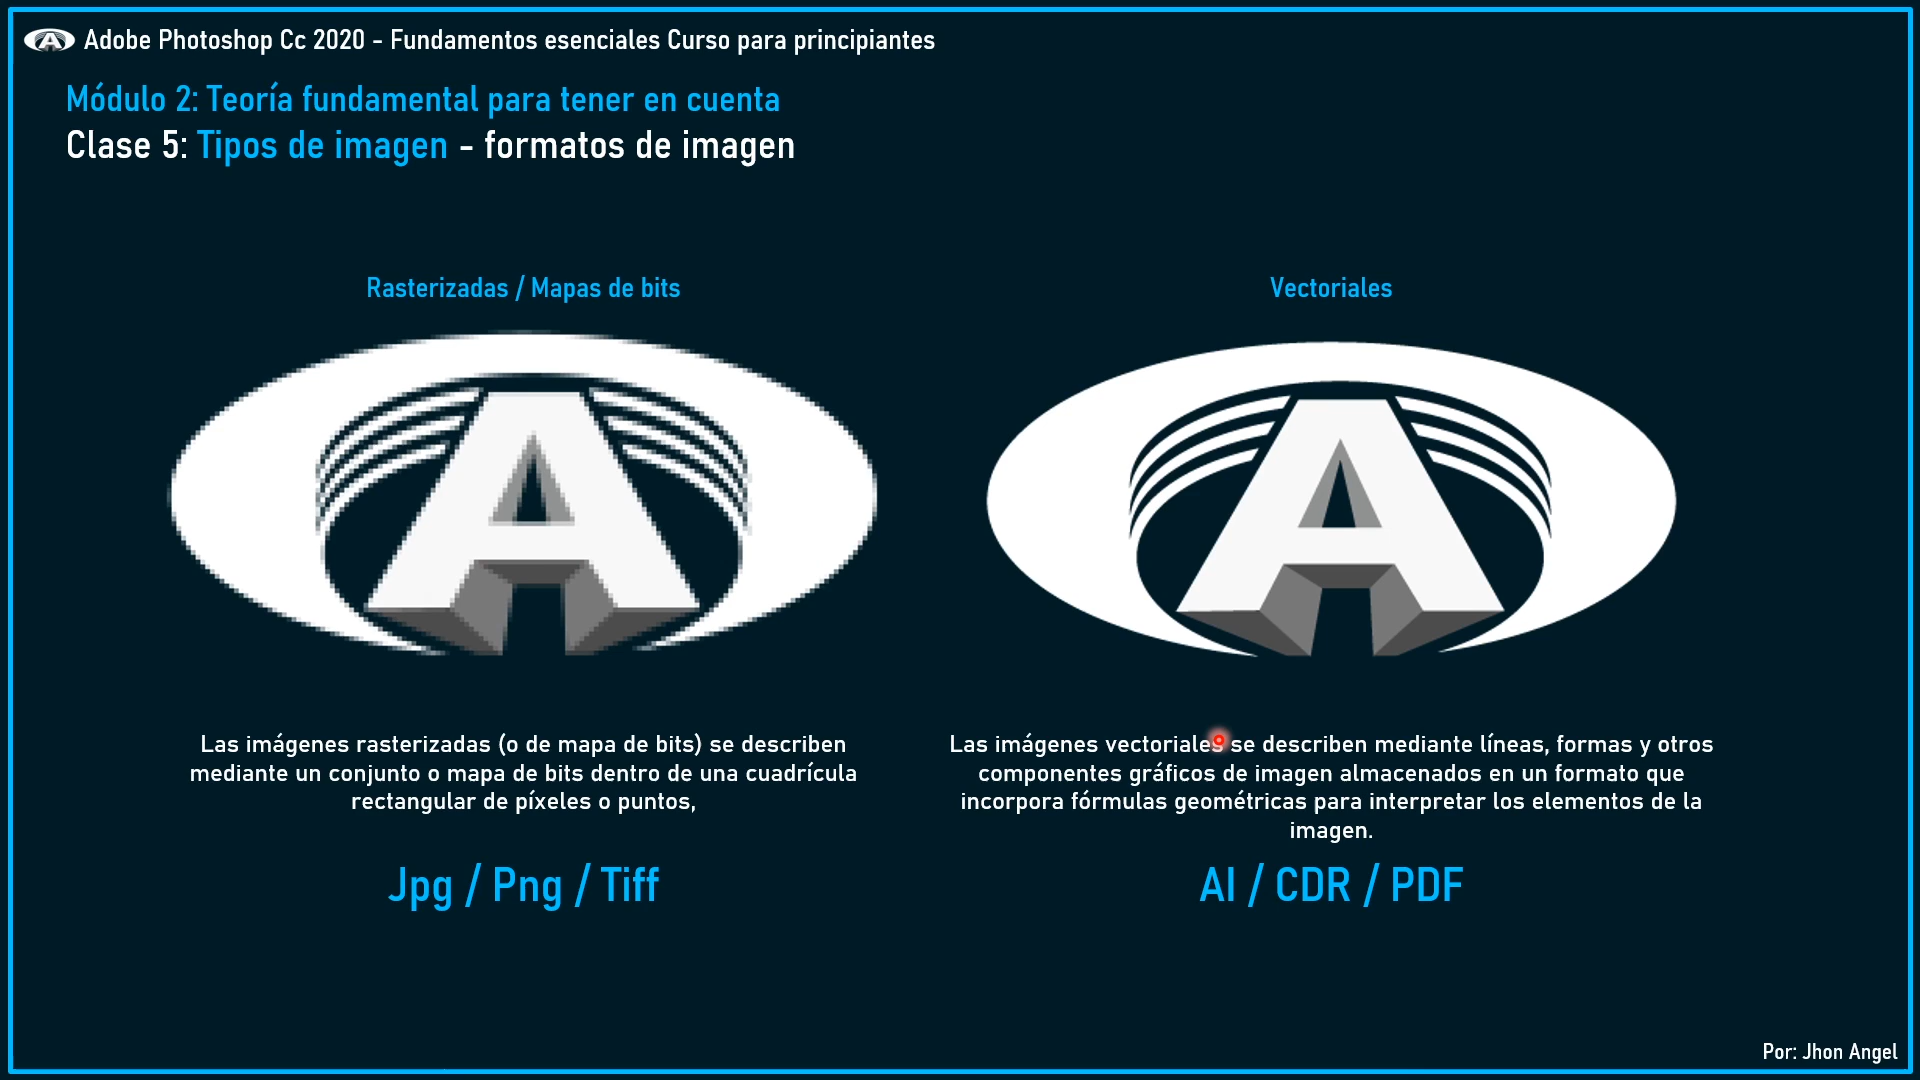 Adobe Photoshop Cc 2020 - Fundamentos esenciales Curso para principiantes
Módulo 2: Teoría fundamental para tener en cuenta
Clase 5: Tipos de imagen - formatos de imagen
Rasterizadas / Mapas de bits
A
Las imágenes rasterizadas (o de mapa de bits) se describen
mediante un conjunto o mapa de bits dentro de una cuadrícula
rectangular de píxeles o puntos,
Jpg / Png / Tiff
Vectoriales
A
Las imágenes vectoriales se describen mediante líneas, formas y otros
componentes gráficos de imagen almacenados en un formato que
incorpora fórmulas geométricas para interpretar los elementos de la
imagen.
AI / CDR / PDF
Por: Jhon Angel